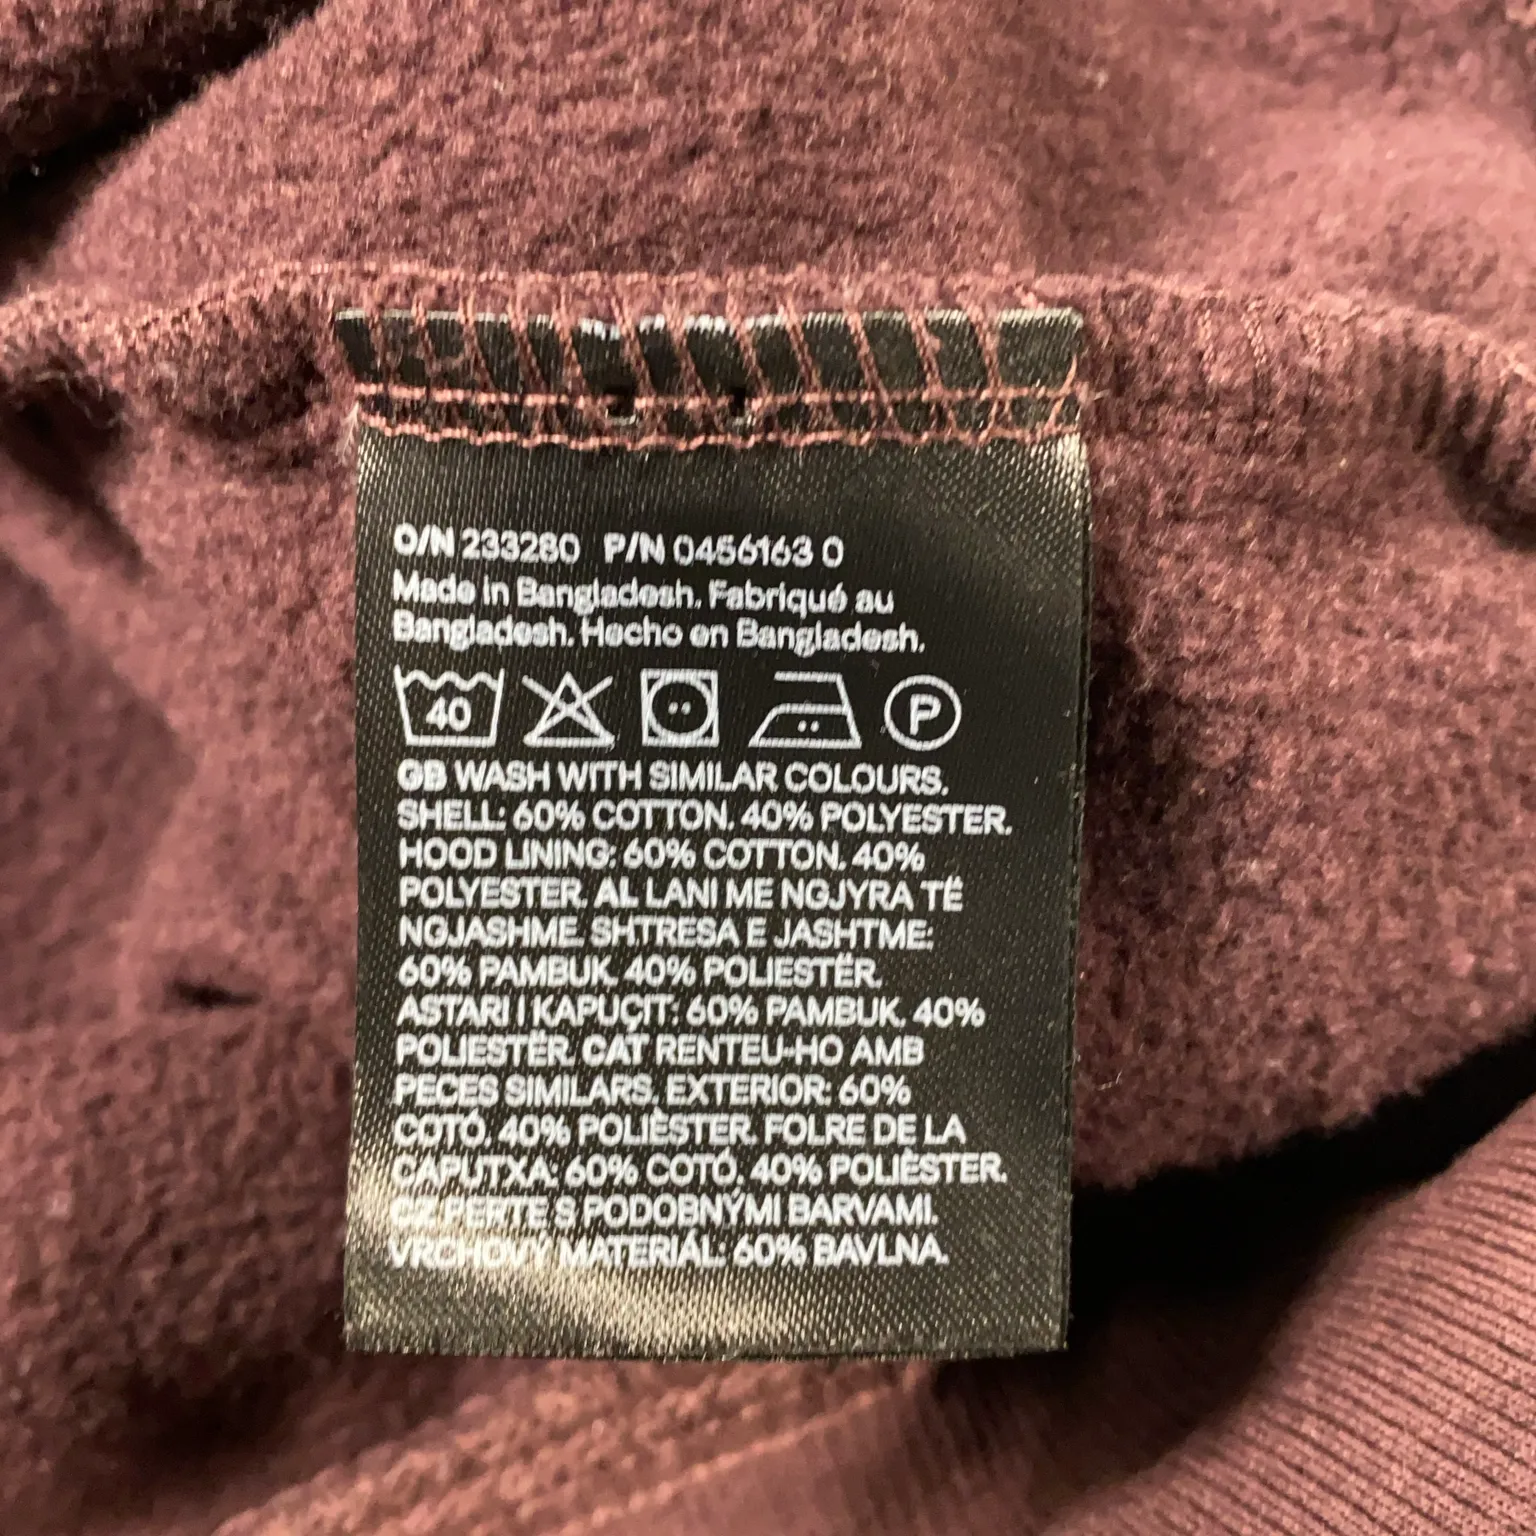 O/N 233280 P/N 0456163 0
Made in Bangladesh. Fabriqué au
Bangladesh. Hecho en Bangladesh.
40 P
GB WASH WITH SIMILAR COLOURS.
SHELL: 60% COTTON. 40% POLYESTER.
HOOD LINING: 60% COTTON. 40%
POLYESTER. AL LANI ME NGJYRA TË
NGJASHME. SHTRESA E JASHTME:
60% PAMBUK. 40% POLIESTËR.
ASTARI I KAPUÇIT: 60% PAMBUK. 40%
POLIESTËR. CAT RENTEU-HO AMB
PECES SIMILARS. EXTERIOR: 60%
COTÓ. 40% POLIÈSTER. FOLRE DE LA
CAPUTXA: 60% COTÓ. 40% POLIÈSTER.
CZ PERTE S PODOBNÝMI BARVAMI.
VRCHOVÝ MATERIÁL: 60% BAVLNA.